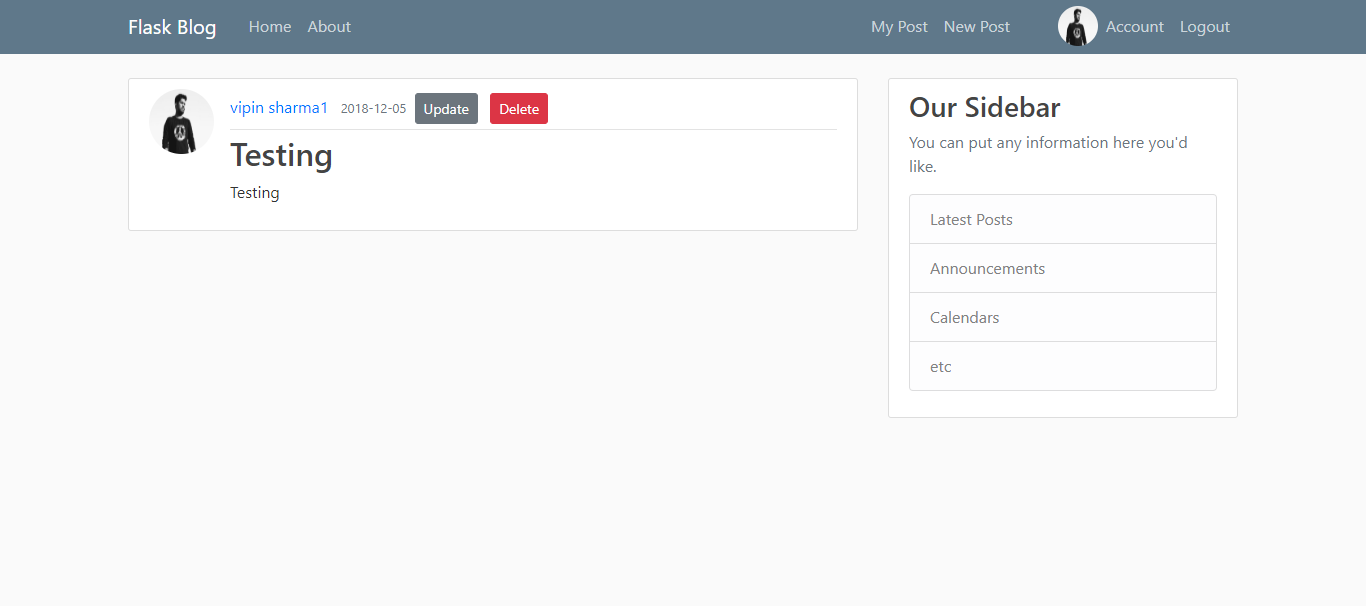 Flask Blog Home About My Post New Post Account Logout
vipin sharma1 2018-12-05 Update Delete
Testing
Testing
Our Sidebar
You can put any information here you'd
like.
Latest Posts
Announcements
Calendars
etc